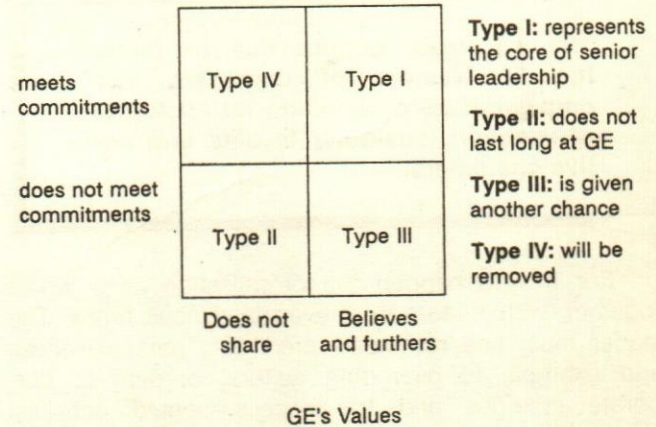 meets
commitments
Type IV
Type I
does not meet
commitments
Type II
Type III
Does not
share
Believes
and furthers
GE's Values
Type I: represents
the core of senior
leadership
Type II: does not
last long at GE
Type III: is given
another chance
Type IV: will be
removed